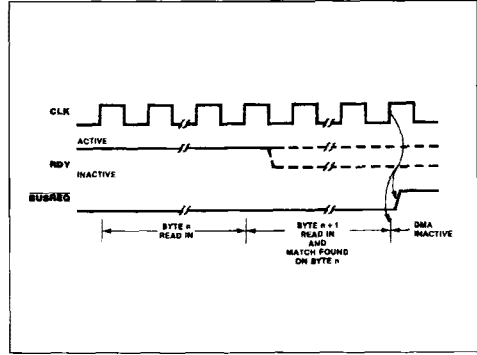 CLK
ACTIVE
RDY
INACTIVE
BUSREQ
BYTE n
READ IN
BYTE n + 1
READ IN
AND
MATCH FOUND
ON BYTE n
DMA
INACTIVE